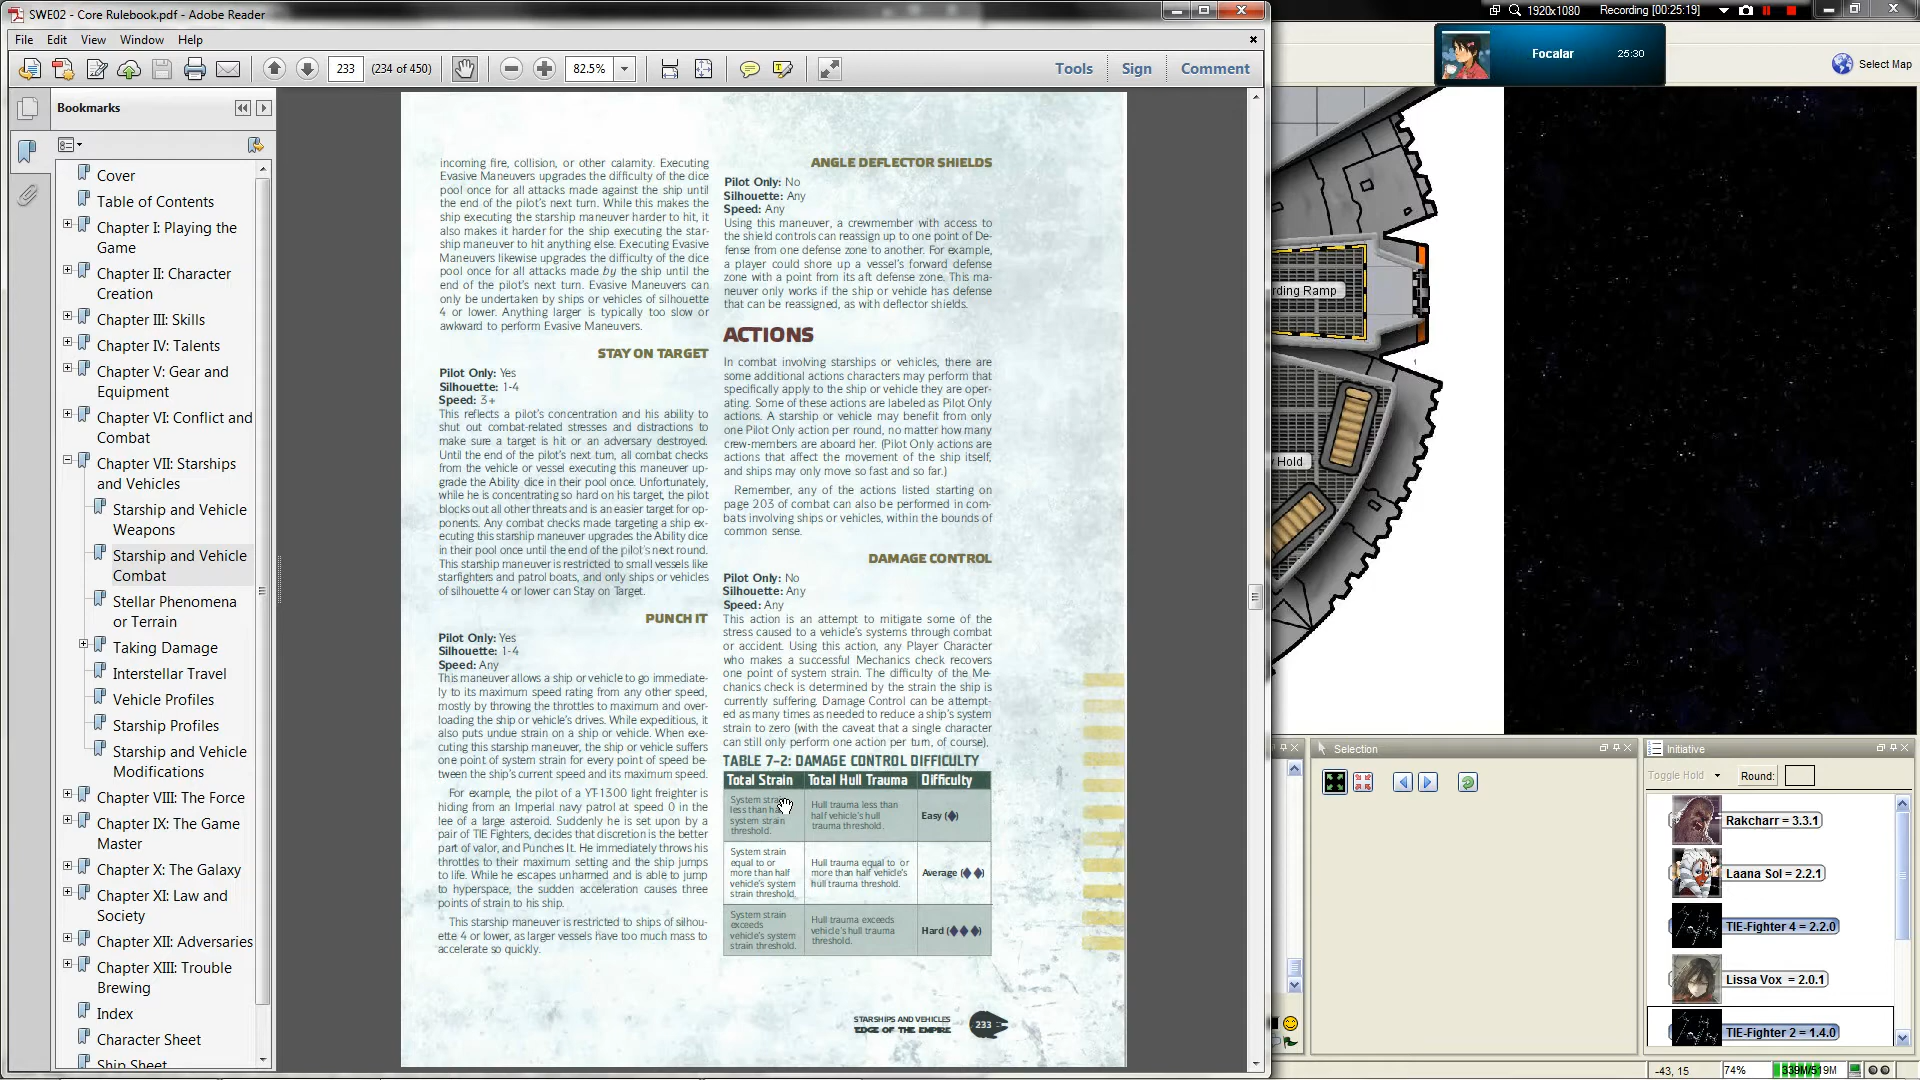 SWE02 - Core Rulebook.pdf - Adobe Reader
File Edit View Window Help
233 (234 of 450) 82.5% Tools Sign Comment
Bookmarks
Cover
Table of Contents
Chapter I: Playing the
Game
Chapter II: Character
Creation
Chapter III: Skills
Chapter IV: Talents
Chapter V: Gear and
Equipment
Chapter VI: Conflict and
Combat
Chapter VII: Starships
and Vehicles
Starship and Vehicle
Weapons
Starship and Vehicle
Combat
Stellar Phenomena
or Terrain
Taking Damage
Interstellar Travel
Vehicle Profiles
Starship Profiles
Starship and Vehicle
Modifications
Chapter VIII: The Force
Chapter IX: The Game
Master
Chapter X: The Galaxy
Chapter XI: Law and
Society
Chapter XII: Adversaries
Chapter XIII: Trouble
Brewing
Index
Character Sheet
Ship Sheet
incoming fire, collision, or other calamity. Executing
Evasive Maneuvers upgrades the difficulty of the dice
pool once for all attacks made against the ship until
the end of the pilot's next turn. While this makes the
ship executing the starship maneuver harder to hit, it
also makes it harder for the ship executing the star-
ship maneuver to hit anything else. Executing Evasive
Maneuvers likewise upgrades the difficulty of the dice
pool once for all attacks made by the ship until the
end of the pilot's next turn. Evasive Maneuvers can
only be undertaken by ships or vehicles of silhouette
4 or lower. Anything larger is typically too slow or
awkward to perform Evasive Maneuvers.
STAY ON TARGET
Pilot Only: Yes
Silhouette: 1-4
Speed: 3+
This reflects a pilot's concentration and his ability to
shut out combat-related stresses and distractions to
make sure a target is hit or an adversary destroyed.
Until the end of the pilot's next turn, all combat checks
from the vehicle or vessel executing this maneuver up-
grade the Ability dice in their pool once. Unfortunately,
while he is concentrating so hard on his target, the pilot
blocks out all other threats and is an easier target for op-
ponents. Any combat checks made targeting a ship ex-
ecuting this starship maneuver upgrades the Ability dice
in their pool once until the end of the pilot's next round.
This starship maneuver is restricted to small vessels like
starfighters and patrol boats, and only ships or vehicles
of silhouette 4 or lower can Stay on Target.
PUNCH IT
Pilot Only: Yes
Silhouette: 1-4
Speed: Any
This maneuver allows a ship or vehicle to go immediate-
ly to its maximum speed rating from any other speed,
mostly by throwing the throttles to maximum and over-
loading the ship or vehicle's drives. While expeditious, it
also puts undue strain on a ship or vehicle. When exe-
cuting this starship maneuver, the ship or vehicle suffers
one point of system strain for every point of speed be-
tween the ship's current speed and its maximum speed.
For example, the pilot of a YT-1300 light freighter is
hiding from an Imperial navy patrol at speed 0 in the
lee of a large asteroid. Suddenly he is set upon by a
pair of TIE Fighters, decides that discretion is the better
part of valor, and Punches It. He immediately throws his
throttles to their maximum setting and the ship jumps
to life. While he escapes unharmed and is able to jump
to hyperspace, the sudden acceleration causes three
points of strain to his ship.
This starship maneuver is restricted to ships of silhou-
ette 4 or lower, as larger vessels have too much mass to
accelerate so quickly.
ANGLE DEFLECTOR SHIELDS
Pilot Only: No
Silhouette: Any
Speed: Any
Using this maneuver, a crewmember with access to
the shield controls can reassign up to one point of De-
fense from one defense zone to another. For example,
a player could shore up a vessel's forward defense
zone with a point from its aft defense zone. This ma-
neuver only works if the ship or vehicle has defense
that can be reassigned, as with deflector shields.
ACTIONS
In combat involving starships or vehicles, there are
some additional actions characters may perform that
specifically apply to the ship or vehicle they are oper-
ating. Some of these actions are labeled as Pilot Only
actions. A starship or vehicle may benefit from only
one Pilot Only action per round, no matter how many
crew-members are aboard her. (Pilot Only actions are
actions that affect the movement of the ship itself,
and ships may only move so fast and so far.)
Remember, any of the actions listed starting on
page 203 of combat can also be performed in com-
bats involving ships or vehicles, within the bounds of
common sense.
DAMAGE CONTROL
Pilot Only: No
Silhouette: Any
Speed: Any
This action is an attempt to mitigate some of the
stress caused to a vehicle's systems through combat
or accident. Using this action, any Player Character
who makes a successful Mechanics check recovers
one point of system strain. The difficulty of the Me-
chanics check is determined by the strain the ship is
currently suffering. Damage Control can be attempt-
ed as many times as needed to reduce a ship's system
strain to zero (with the caveat that a single character
can still only perform one action per turn, of course).
TABLE 7-2: DAMAGE CONTROL DIFFICULTY
Total Strain Total Hull Trauma Difficulty
System strain
less than half
system strain
threshold.
Hull trauma less than
half vehicle's hull
trauma threshold.
Easy (♦)
System strain
equal to or
more than half
vehicle's system
strain threshold.
Hull trauma equal to or
more than half vehicle's
hull trauma threshold.
Average (♦ ♦)
System strain
exceeds
vehicle's system
strain threshold.
Hull trauma exceeds
vehicle's hull trauma
threshold.
Hard (♦ ♦ ♦)
STARSHIPS AND VEHICLES
EDGE OF THE EMPIRE
233
1920x1080 Recording [00:25:19]
Focalar 25:30
Select Map
rding Ramp
Hold
Selection
Initiative
Toggle Hold Round:
Rakcharr = 3.3.1
Laana Sol = 2.2.1
TIE-Fighter 4 = 2.2.0
Lissa Vox = 2.0.1
TIE-Fighter 2 = 1.4.0
-43, 15 74% 339M/519M